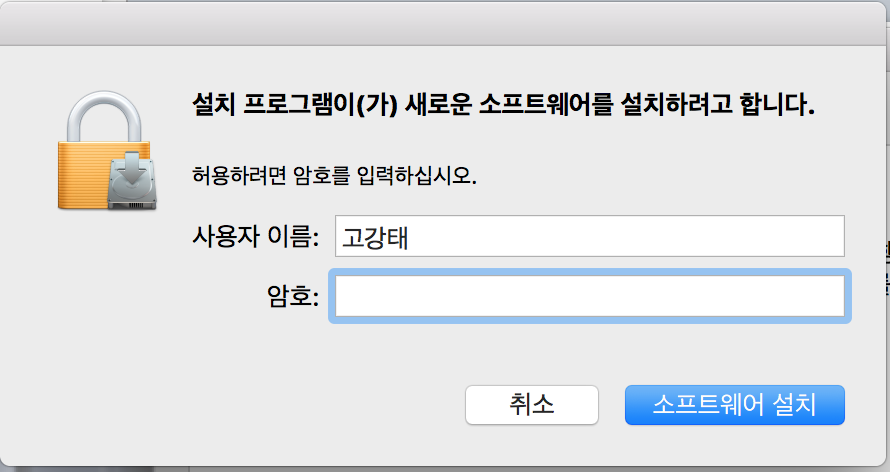 설치 프로그램이(가) 새로운 소프트웨어를 설치하려고 합니다.
허용하려면 암호를 입력하십시오.
사용자 이름: 고강태
암호:
취소 소프트웨어 설치